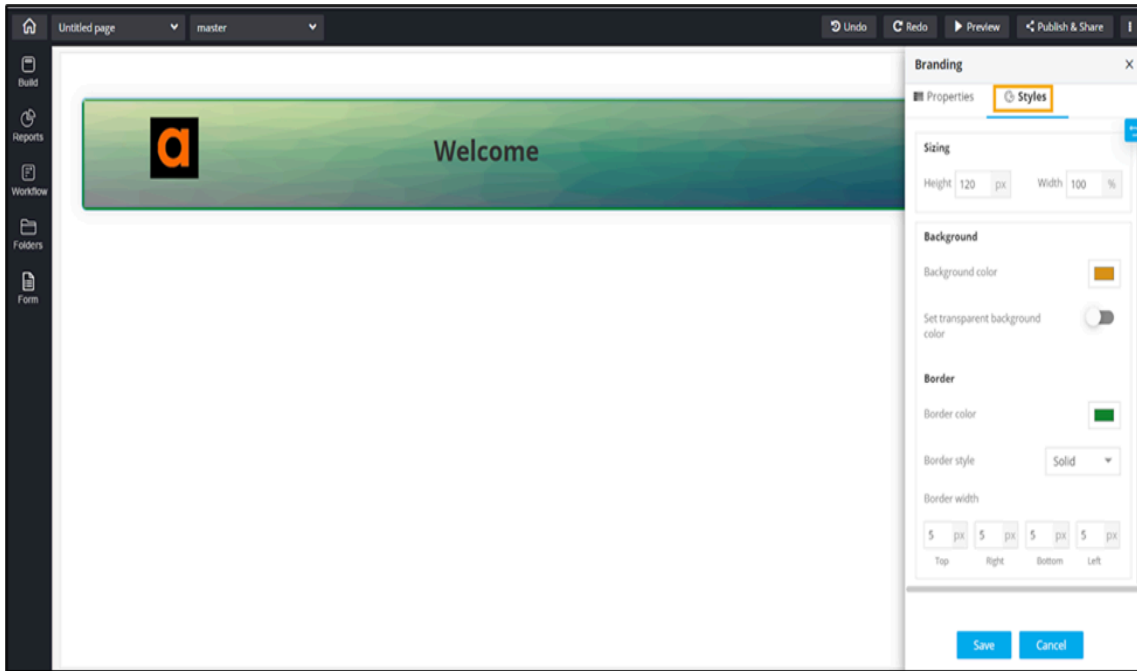 Untitled page master Undo Redo Preview Publish & Share
Build
Reports
Workflow
Folders
Form
a Welcome
Branding
Properties Styles
Sizing
Height 120 px Width 100 %
Background
Background color
Set transparent background
color
Border
Border color
Border style Solid
Border width
5 px 5 px 5 px 5 px
Top Right Bottom Left
Save Cancel